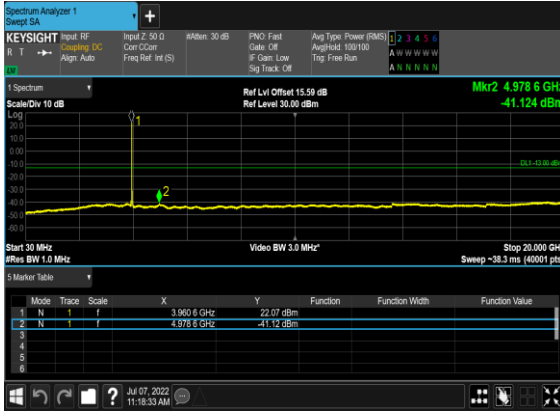 Spectrum Analyzer 1
Swept SA
+
KEYSIGHT
R T
Input: RF
Coupling: DC
Align: Auto
Input Z: 50 Ω
Corr CCorr
Freq Ref: Int (S)
#Atten: 30 dB
PNO: Fast
Gate: Off
IF Gain: Low
Sig Track: Off
Avg Type: Power (RMS)
Avg|Hold: 100/100
Trig: Free Run
1 2 3 4 5 6
A W W W W W
A N N N N N
1 Spectrum
Scale/Div 10 dB
Ref Lvl Offset 15.59 dB
Ref Level 30.00 dBm
Mkr2 4.978 6 GHz
-41.124 dBm
Log
20.0
10.0
0.00
-10.0
-20.0
-30.0
-40.0
-50.0
-60.0
1
2
DL1 -13.00 dBm
Start 30 MHz
#Res BW 1.0 MHz
Video BW 3.0 MHz*
Stop 20.000 GHz
Sweep ~38.3 ms (40001 pts)
5 Marker Table
Mode Trace Scale X Y Function Function Width Function Value
1 N 1 f 3.960 6 GHz 22.07 dBm
2 N 1 f 4.978 6 GHz -41.12 dBm
3
4
5
6
?
Jul 07, 2022
11:18:33 AM